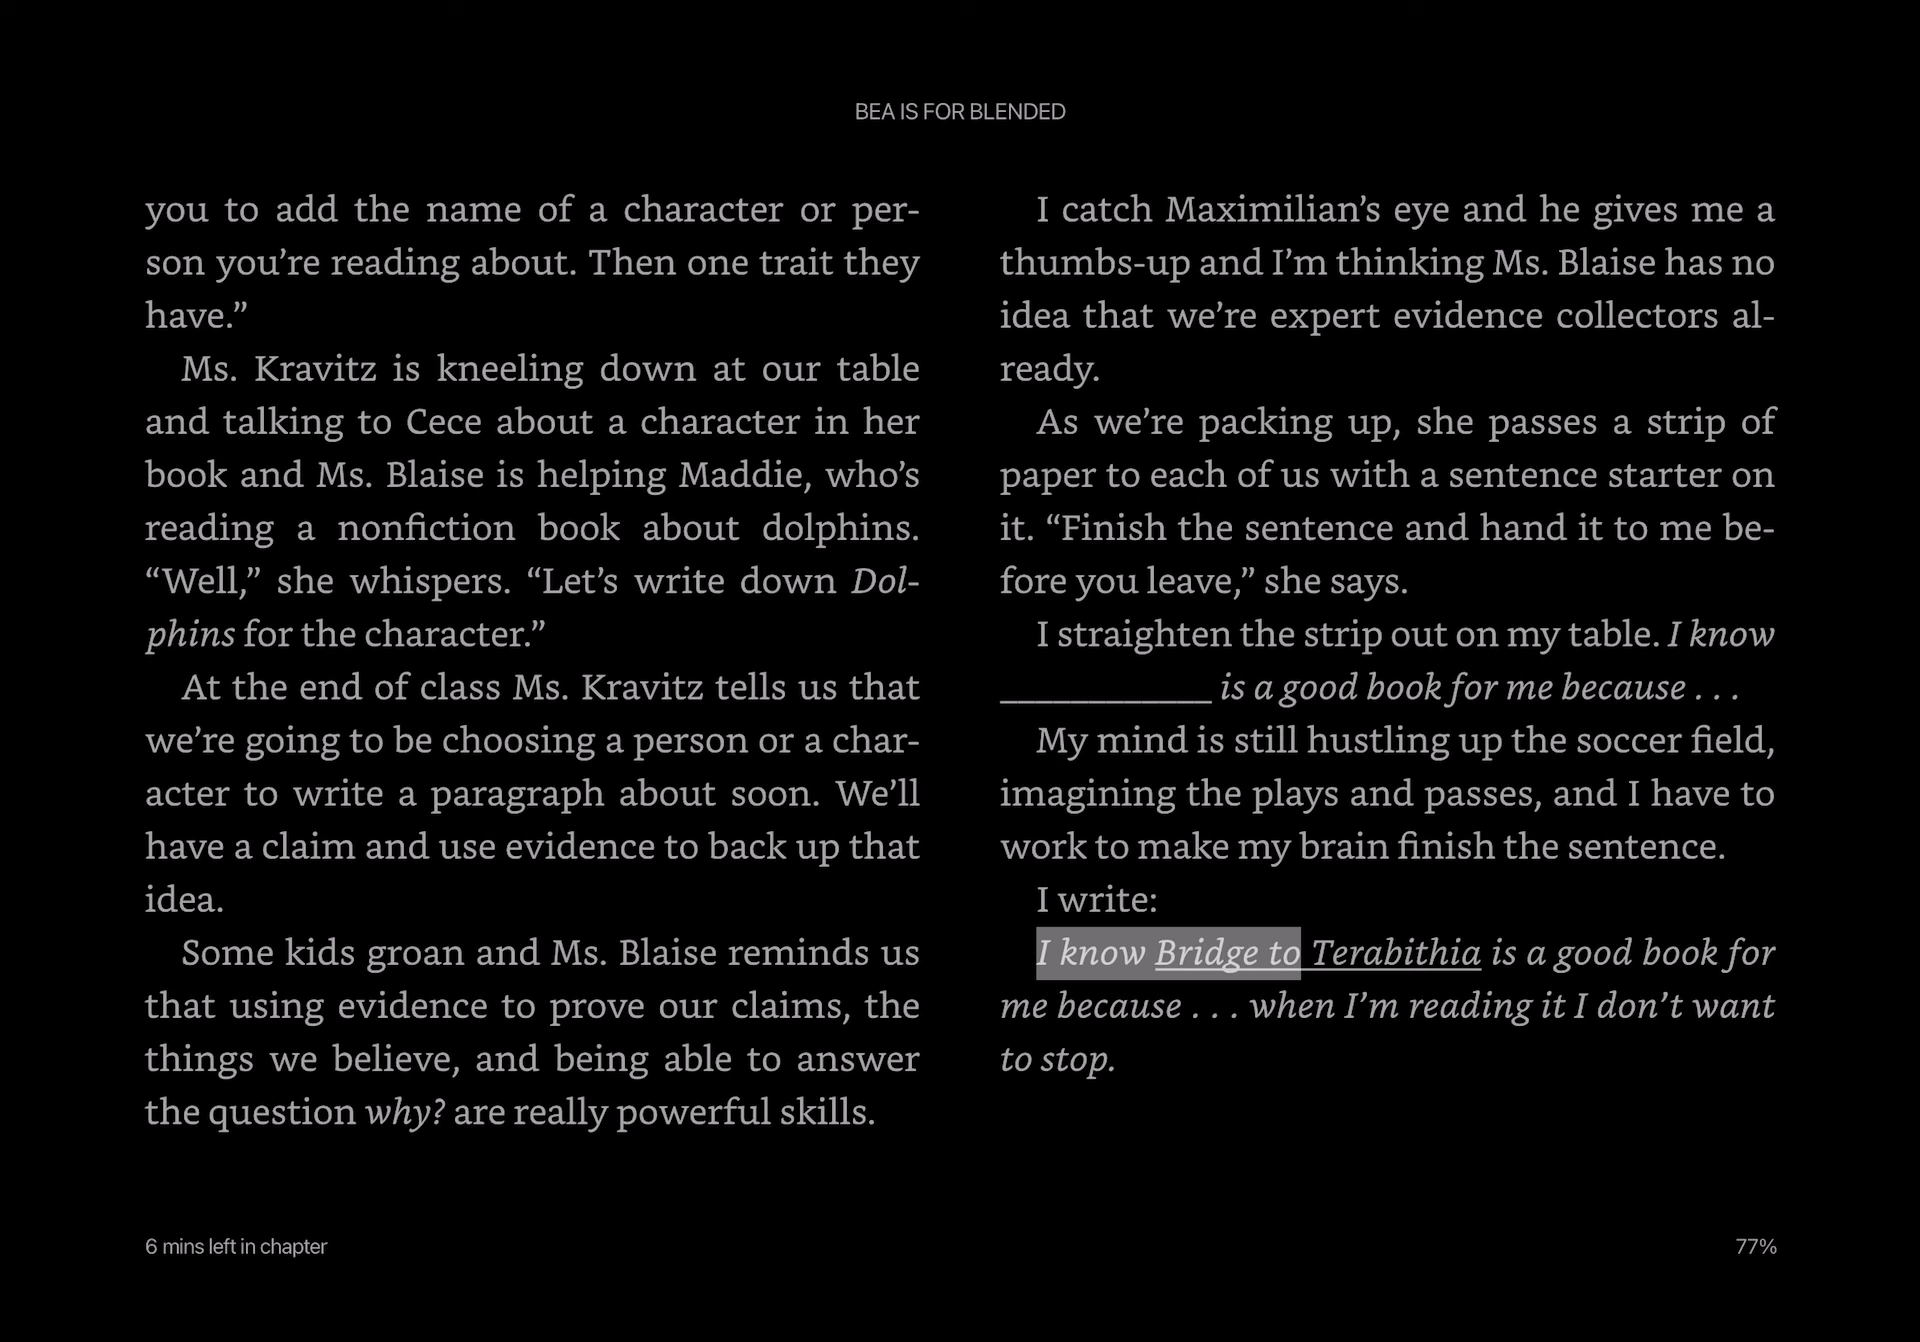 BEA IS FOR BLENDED
you to add the name of a character or per-
son you’re reading about. Then one trait they
have.”
Ms. Kravitz is kneeling down at our table
and talking to Cece about a character in her
book and Ms. Blaise is helping Maddie, who’s
reading a nonfiction book about dolphins.
“Well,” she whispers. “Let’s write down Dol-
phins for the character.”
At the end of class Ms. Kravitz tells us that
we’re going to be choosing a person or a char-
acter to write a paragraph about soon. We’ll
have a claim and use evidence to back up that
idea.
Some kids groan and Ms. Blaise reminds us
that using evidence to prove our claims, the
things we believe, and being able to answer
the question why? are really powerful skills.
I catch Maximilian’s eye and he gives me a
thumbs-up and I’m thinking Ms. Blaise has no
idea that we’re expert evidence collectors al-
ready.
As we’re packing up, she passes a strip of
paper to each of us with a sentence starter on
it. “Finish the sentence and hand it to me be-
fore you leave,” she says.
I straighten the strip out on my table. I know
____________ is a good book for me because . . .
My mind is still hustling up the soccer field,
imagining the plays and passes, and I have to
work to make my brain finish the sentence.
I write:
I know Bridge to Terabithia is a good book for
me because . . . when I’m reading it I don’t want
to stop.
6 mins left in chapter
77%